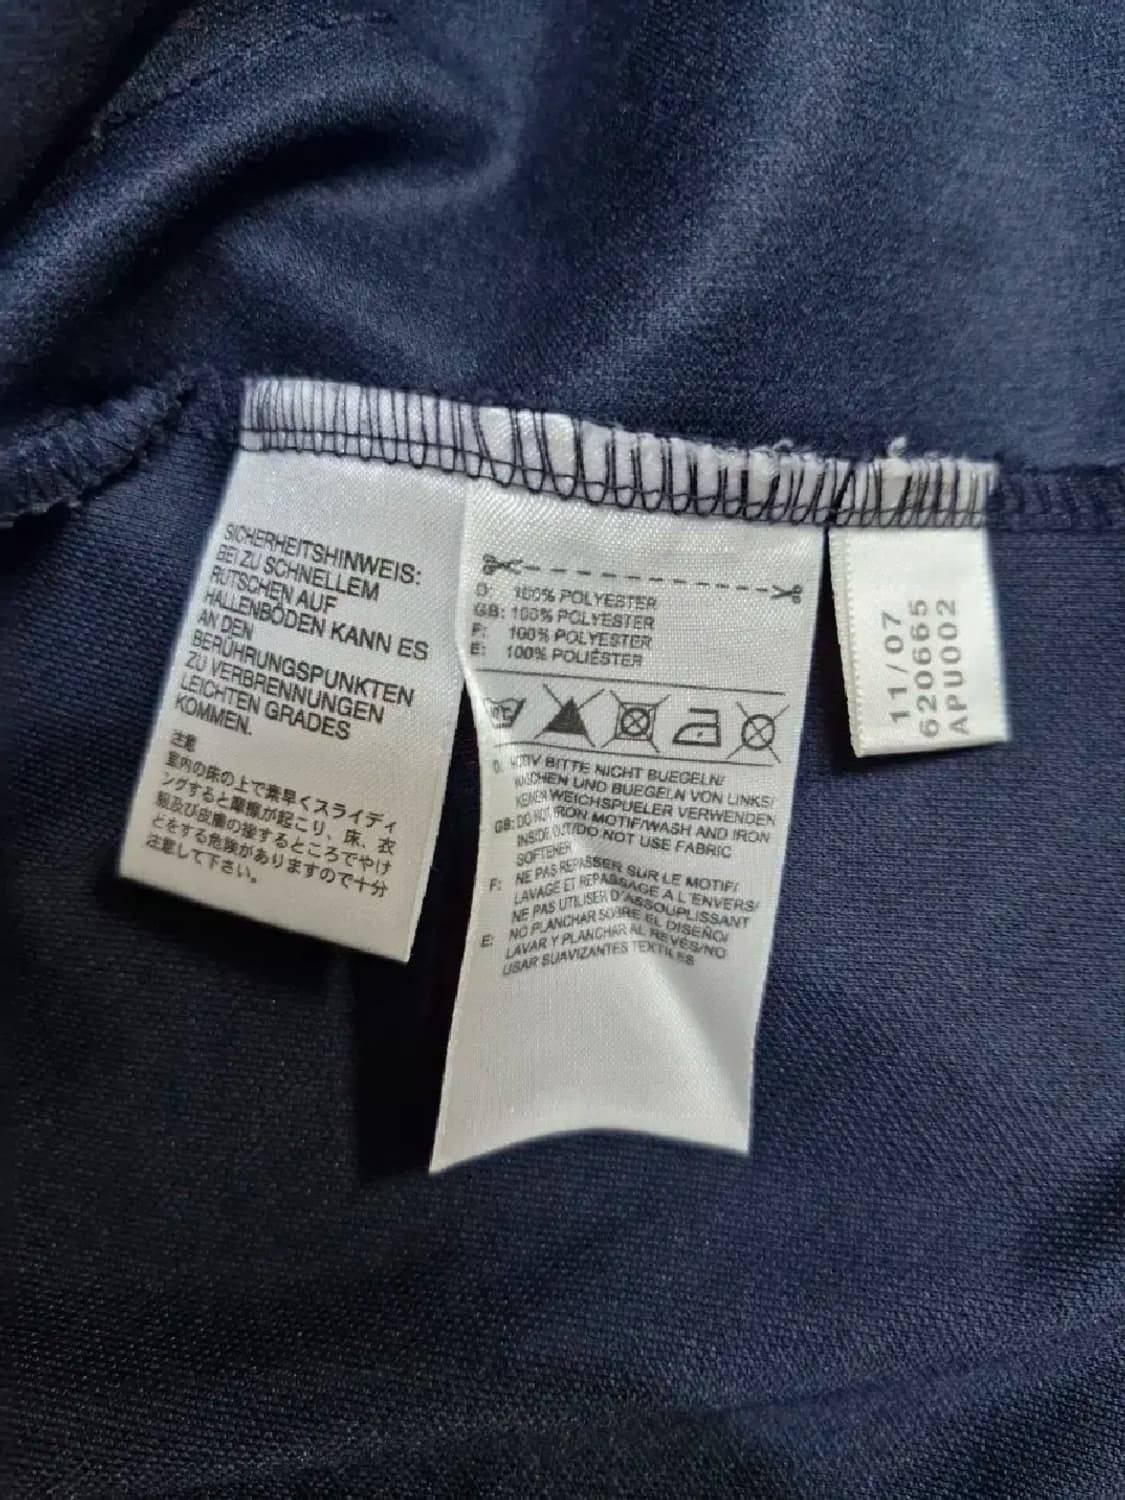 SICHERHEITSHINWEIS:
BEI ZU SCHNELLEM
RUTSCHEN AUF
HALLENBÖDEN KANN ES
AN DEN
BERÜHRUNGSPUNKTEN
ZU VERBRENNUNGEN
LEICHTEN GRADES
KOMMEN.
注意
室内の床の上で素早くスライディ
ングすると摩擦が起こり、床、衣
類及び皮膚の接するところでやけ
どをする危険がありますので十分
注意して下さい。
D: 100% POLYESTER
GB: 100% POLYESTER
F: 100% POLYESTER
E: 100% POLIÉSTER
D: MOTIV BITTE NICHT BUEGELN/
WASCHEN UND BUEGELN VON LINKS/
KEINEN WEICHSPUELER VERWENDEN
GB: DO NOT IRON MOTIF/WASH AND IRON
INSIDE OUT/DO NOT USE FABRIC
SOFTENER
F: NE PAS REPASSER SUR LE MOTIF/
LAVAGE ET REPASSAGE A L'ENVERS/
NE PAS UTILISER D'ASSOUPLISSANT
E: NO PLANCHAR SOBRE EL DISEÑO/
LAVAR Y PLANCHAR AL REVÉS/NO
USAR SUAVIZANTES TEXTILES
11/07
620665
APU002